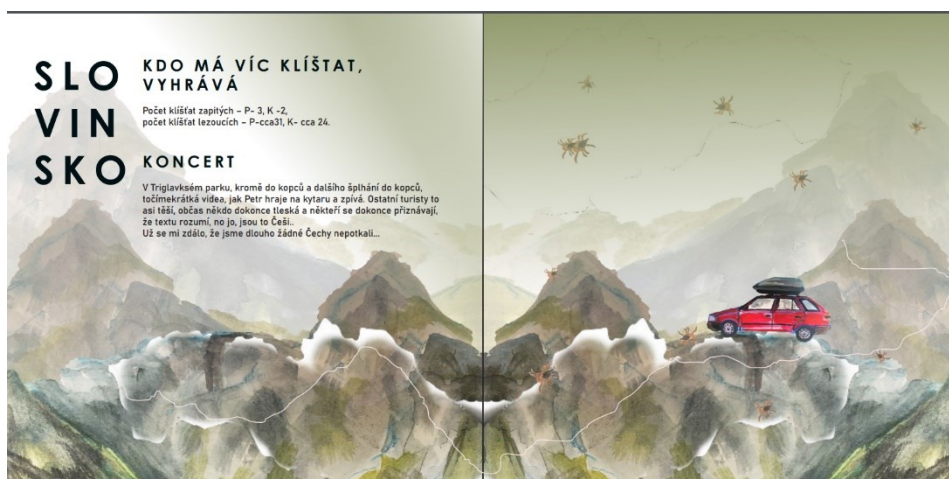 SLO
VIN
SKO
KDO MÁ VÍC KLÍŠTAT,
VYHRÁVÁ
Počet klíšťat zapitých – P- 3, K -2,
počet klíšťat lezoucích – P-cca31, K- cca 24.
KONCERT
V Triglavksém parku, kromě do kopců a dalšího šplhání do kopců,
točímekrátká videa, jak Petr hraje na kytaru a zpívá. Ostatní turisty to
asi těší, občas někdo dokonce tleská a někteří se dokonce přiznávají,
že textu rozumí, no jo, jsou to Češi..
Už se mi zdálo, že jsme dlouho žádné Čechy nepotkali...